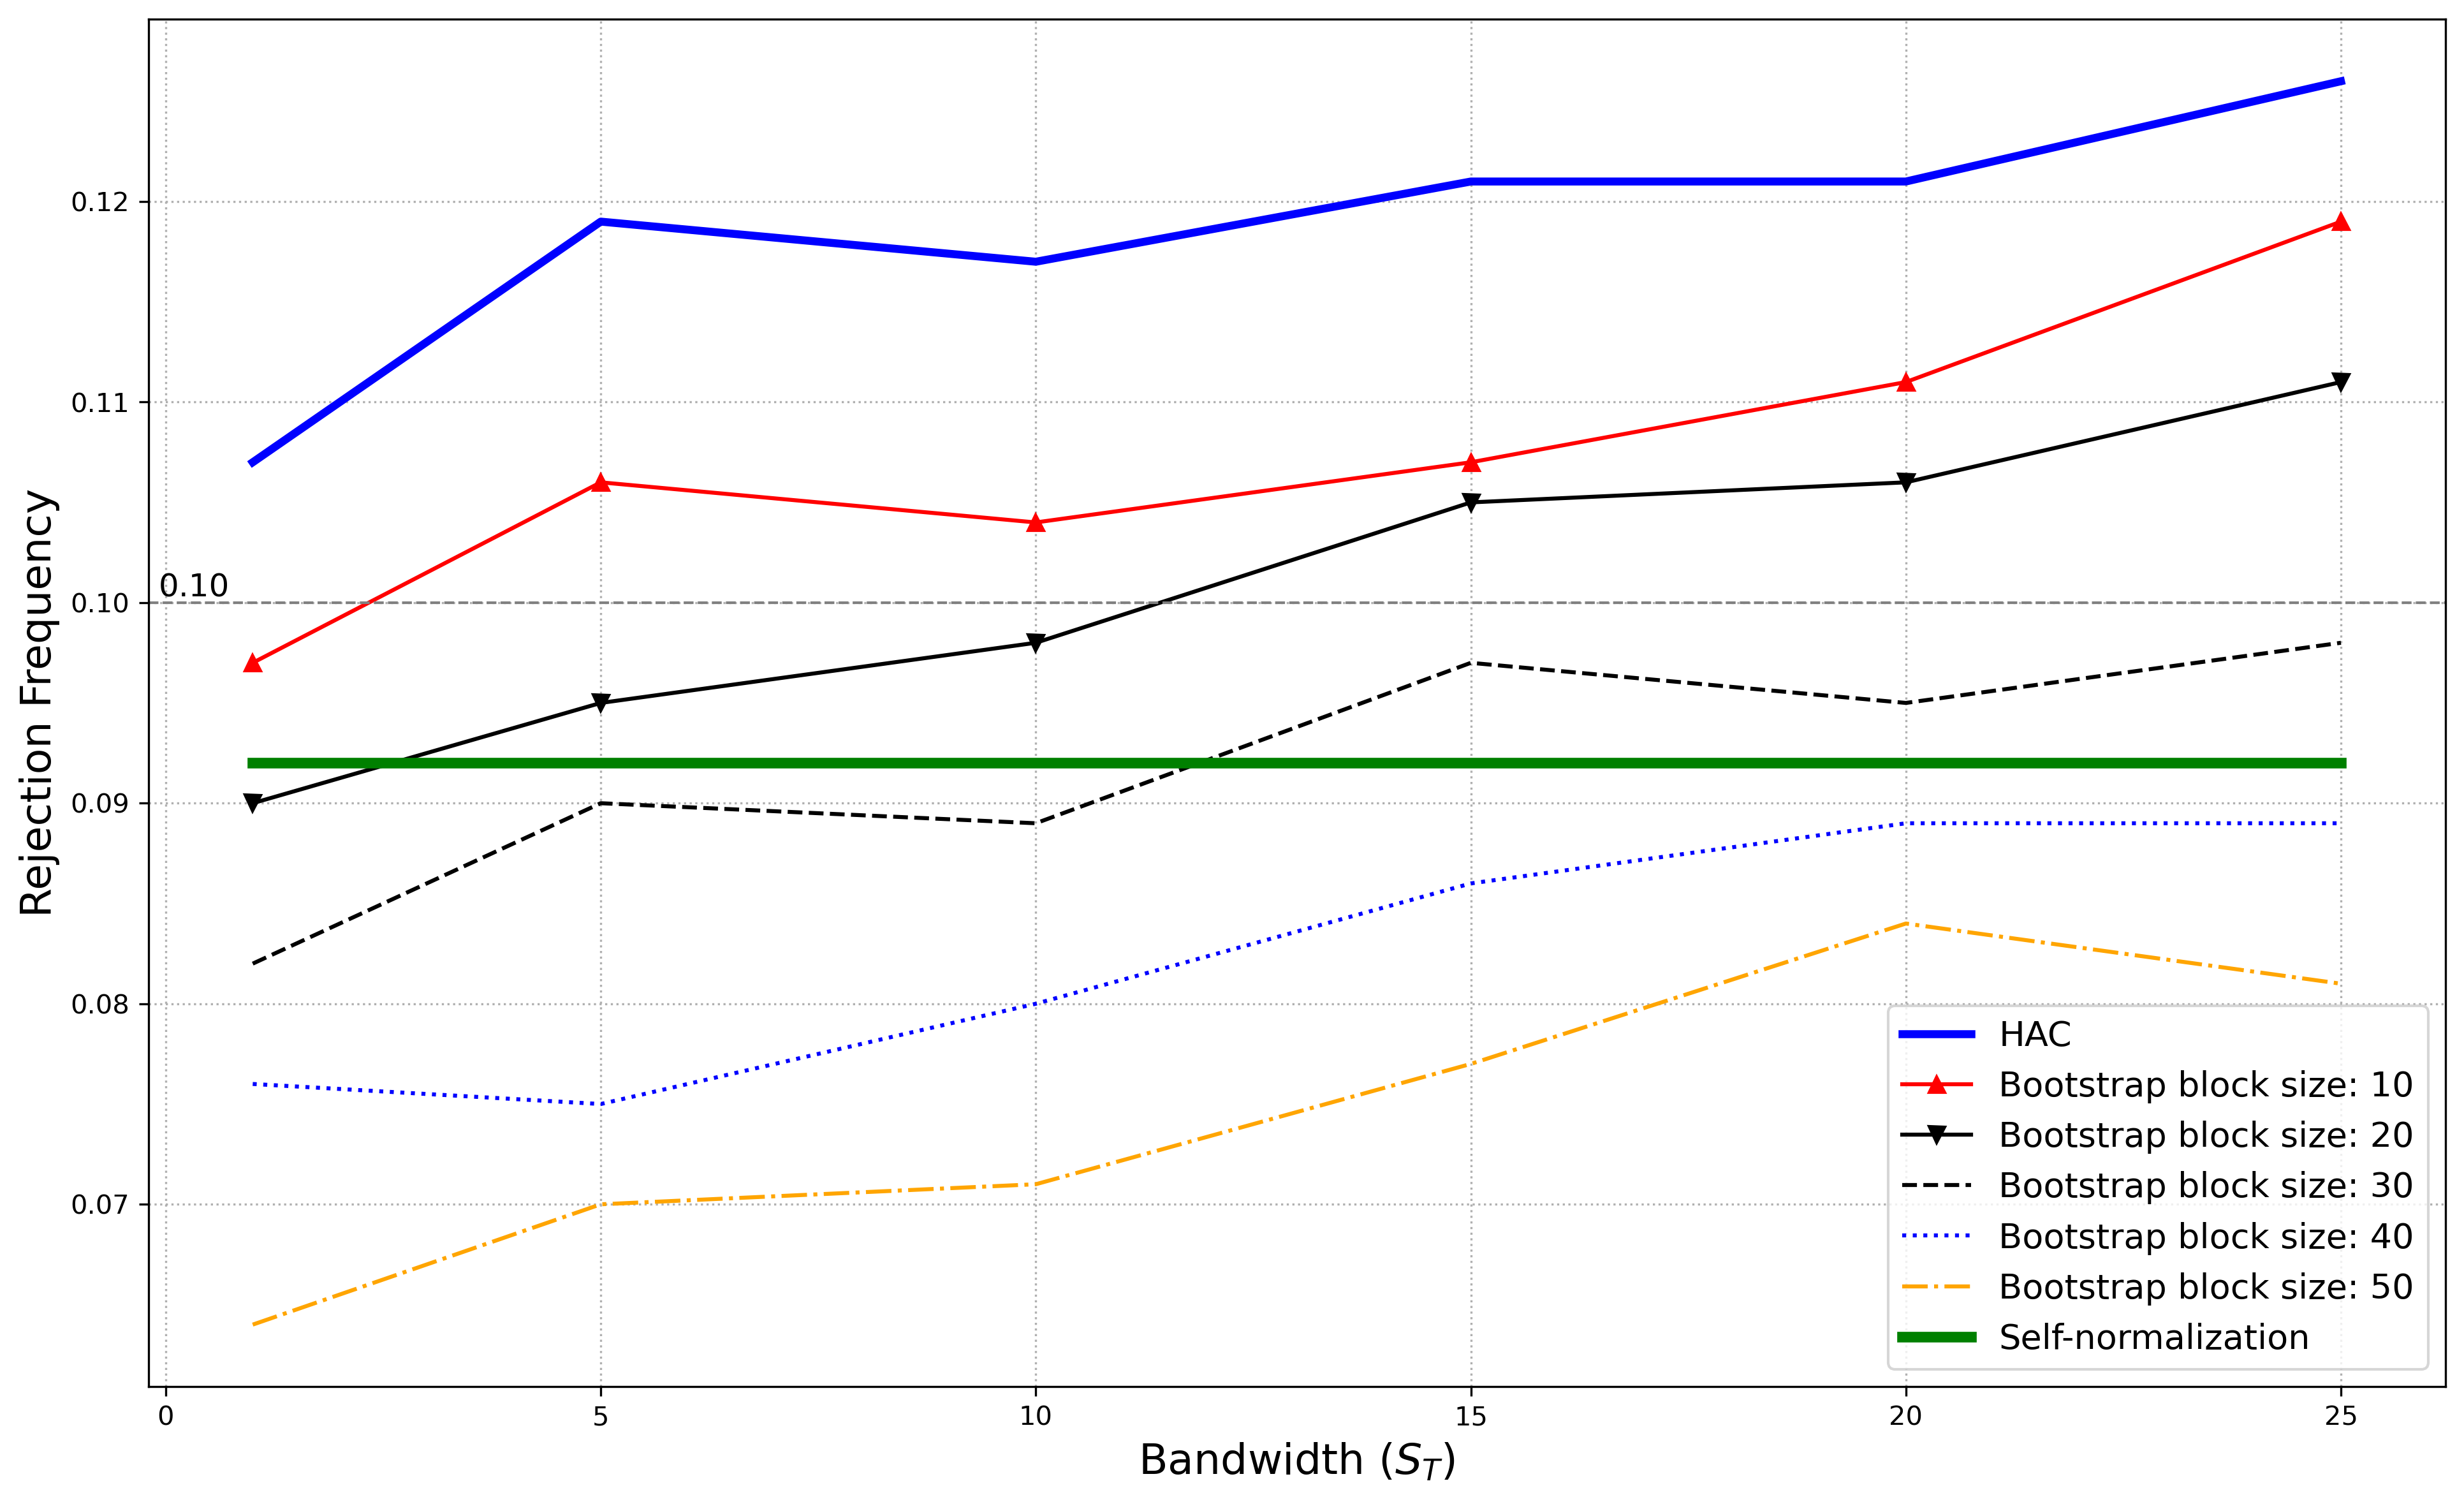 Rejection Frequency
0.12
0.11
0.10
0.10
0.09
0.08
0.07
HAC
Bootstrap block size: 10
Bootstrap block size: 20
Bootstrap block size: 30
Bootstrap block size: 40
Bootstrap block size: 50
Self-normalization
0 5 10 15 20 25
Bandwidth (S_T)